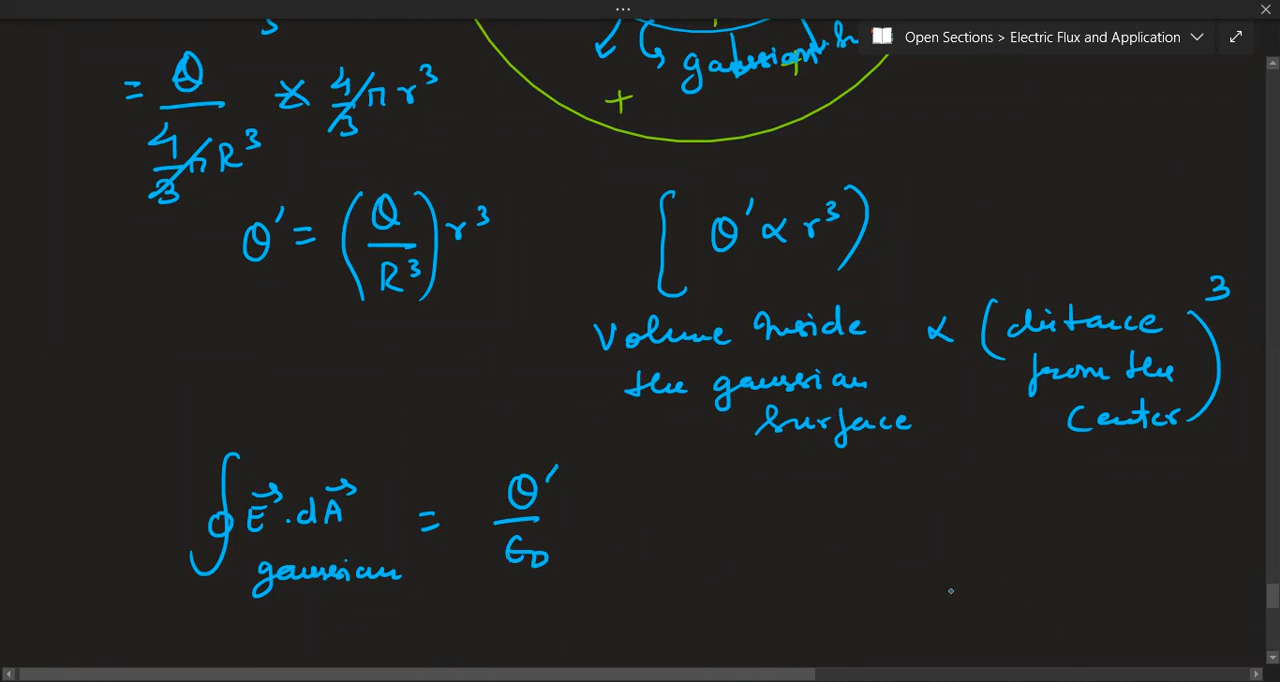 ...
Open Sections > Electric Flux and Application
gaussian
= Q / (4/3 π R³) × 4/3 π r³
+
Q' = (Q/R³) r³
[Q' ∝ r³)
Volume Inside the gaussian Surface ∝ (distance from the Center)³
∮ E⃗ . dA⃗ = Q'/ϵ₀
gaussian